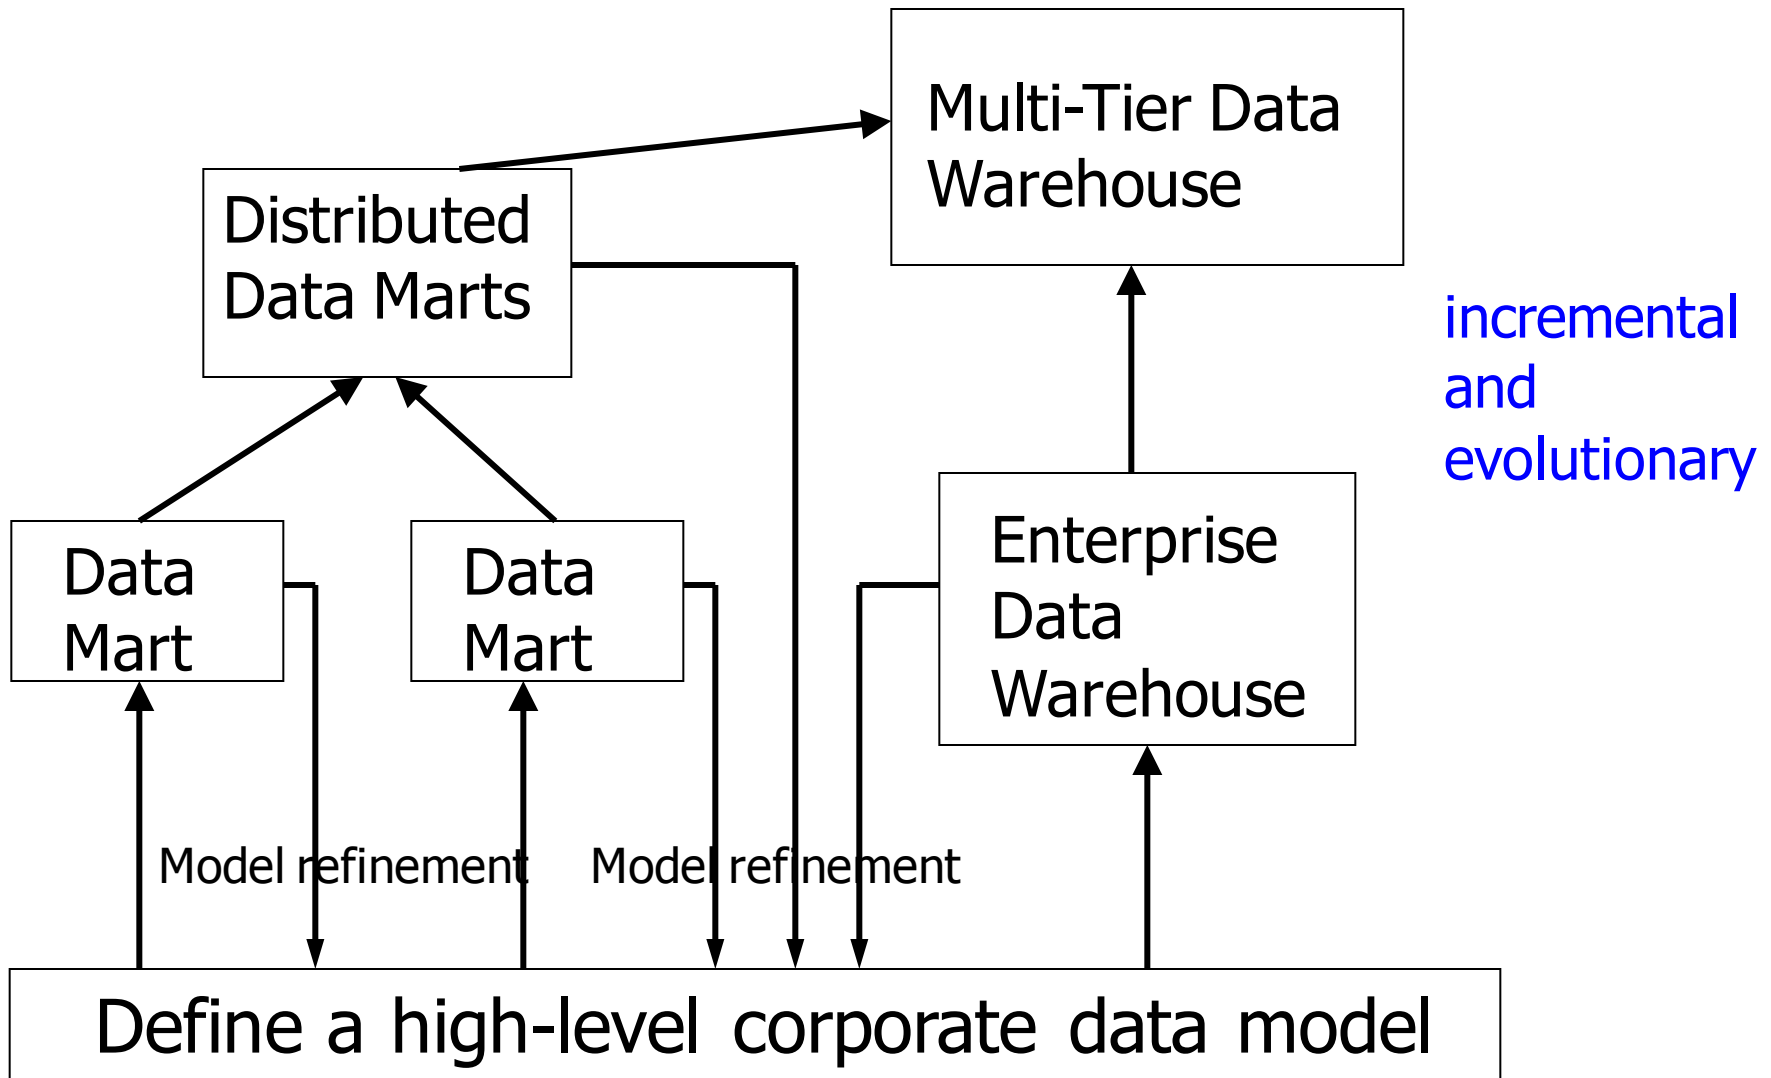 Multi-Tier Data
Warehouse
Distributed
Data Marts
incremental
and
evolutionary
Data
Mart
Data
Mart
Enterprise
Data
Warehouse
Model refinement
Model refinement
Define a high-level corporate data model